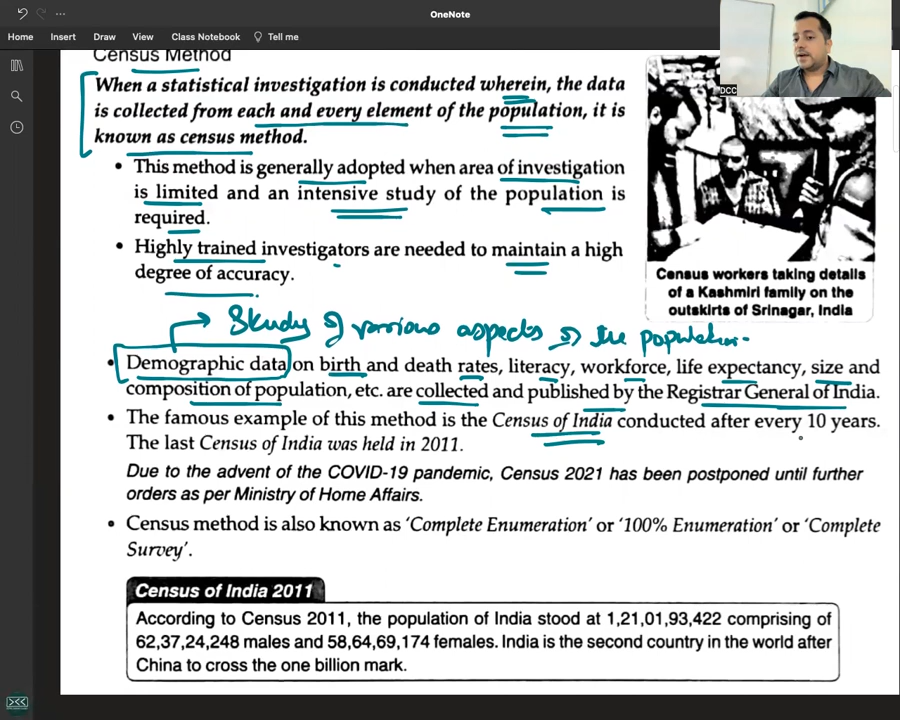 OneNote
Home Insert Draw View Class Notebook Tell me
DCC
Census Method
When a statistical investigation is conducted wherein, the data
is collected from each and every element of the population, it is
known as census method.
• This method is generally adopted when area of investigation
is limited and an intensive study of the population is
required.
• Highly trained investigators are needed to maintain a high
degree of accuracy.
Census workers taking details
of a Kashmiri family on the
outskirts of Srinagar, India
Study of various aspects of the population
• Demographic data on birth and death rates, literacy, workforce, life expectancy, size and
composition of population, etc. are collected and published by the Registrar General of India.
• The famous example of this method is the Census of India conducted after every 10 years.
The last Census of India was held in 2011.
Due to the advent of the COVID-19 pandemic, Census 2021 has been postponed until further
orders as per Ministry of Home Affairs.
• Census method is also known as 'Complete Enumeration' or '100% Enumeration' or 'Complete
Survey'.
Census of India 2011
According to Census 2011, the population of India stood at 1,21,01,93,422 comprising of
62,37,24,248 males and 58,64,69,174 females. India is the second country in the world after
China to cross the one billion mark.